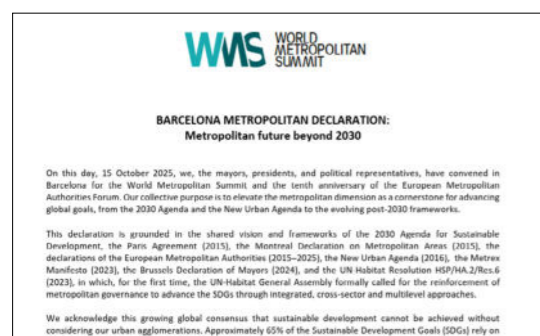 WMS WORLD
METROPOLITAN
SUMMIT
BARCELONA METROPOLITAN DECLARATION:
Metropolitan future beyond 2030
On this day, 15 October 2025, we, the mayors, presidents, and political representatives, have convened in
Barcelona for the World Metropolitan Summit and the tenth anniversary of the European Metropolitan
Authorities Forum. Our collective purpose is to elevate the metropolitan dimension as a cornerstone for advancing
global goals, from the 2030 Agenda and the New Urban Agenda to the evolving post-2030 frameworks.
This declaration is grounded in the shared vision and frameworks of the 2030 Agenda for Sustainable
Development, the Paris Agreement (2015), the Montreal Declaration on Metropolitan Areas (2015), the
declarations of the European Metropolitan Authorities (2015–2025), the New Urban Agenda (2016), the Metrex
Manifesto (2023), the Brussels Declaration of Mayors (2024), and the UN Habitat Resolution HSP/HA.2/Res.6
(2023), in which, for the first time, the UN-Habitat General Assembly formally called for the reinforcement of
metropolitan governance to advance the SDGs through integrated, cross-sector and multilevel approaches.
We acknowledge this growing global consensus that sustainable development cannot be achieved without
considering our urban agglomerations. Approximately 65% of the Sustainable Development Goals (SDGs) rely on